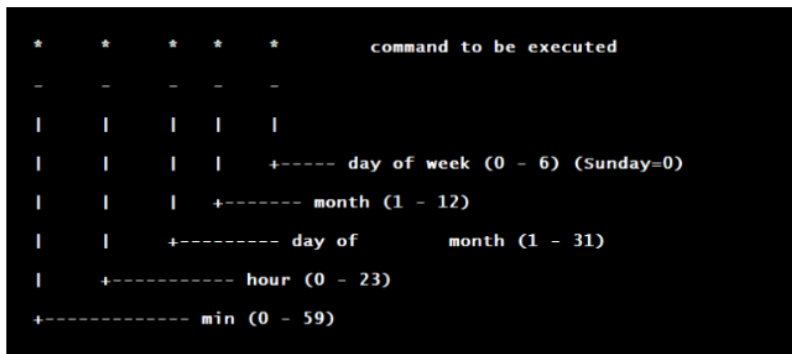 * * * * * command to be executed
- - - - -
| | | | |
| | | | +----- day of week (0 - 6) (Sunday=0)
| | | +------- month (1 - 12)
| | +--------- day of month (1 - 31)
| +----------- hour (0 - 23)
+------------- min (0 - 59)